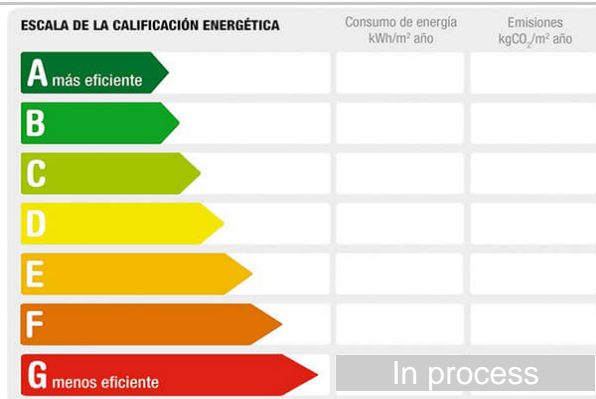 ESCALA DE LA CALIFICACIÓN ENERGÉTICA
Consumo de energía
kWh/m² año
Emisiones
kgCO₂/m² año
A más eficiente
B
C
D
E
F
G menos eficiente
In process